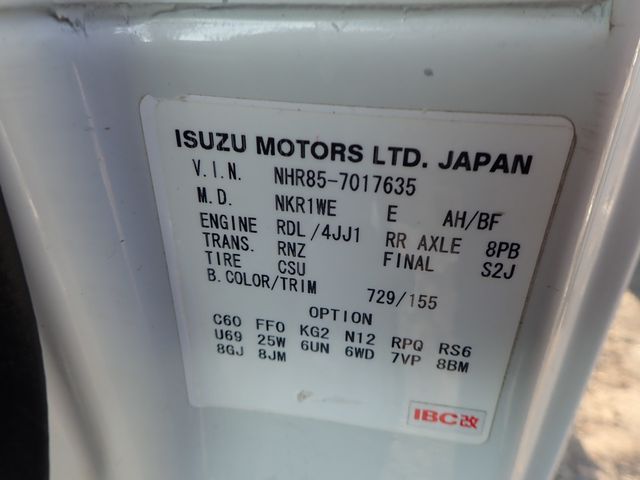 ISUZU MOTORS LTD. JAPAN
V.I.N. NHR85-7017635
M.D. NKR1WE E AH/BF
ENGINE RDL/4JJ1 RR AXLE 8PB
TRANS. RNZ FINAL S2J
TIRE CSU
B.COLOR/TRIM 729/155
OPTION
C60 FF0 KG2 N12 RPQ RS6
U69 25W 6UN 6WD 7VP 8BM
8GJ 8JM
IBC改